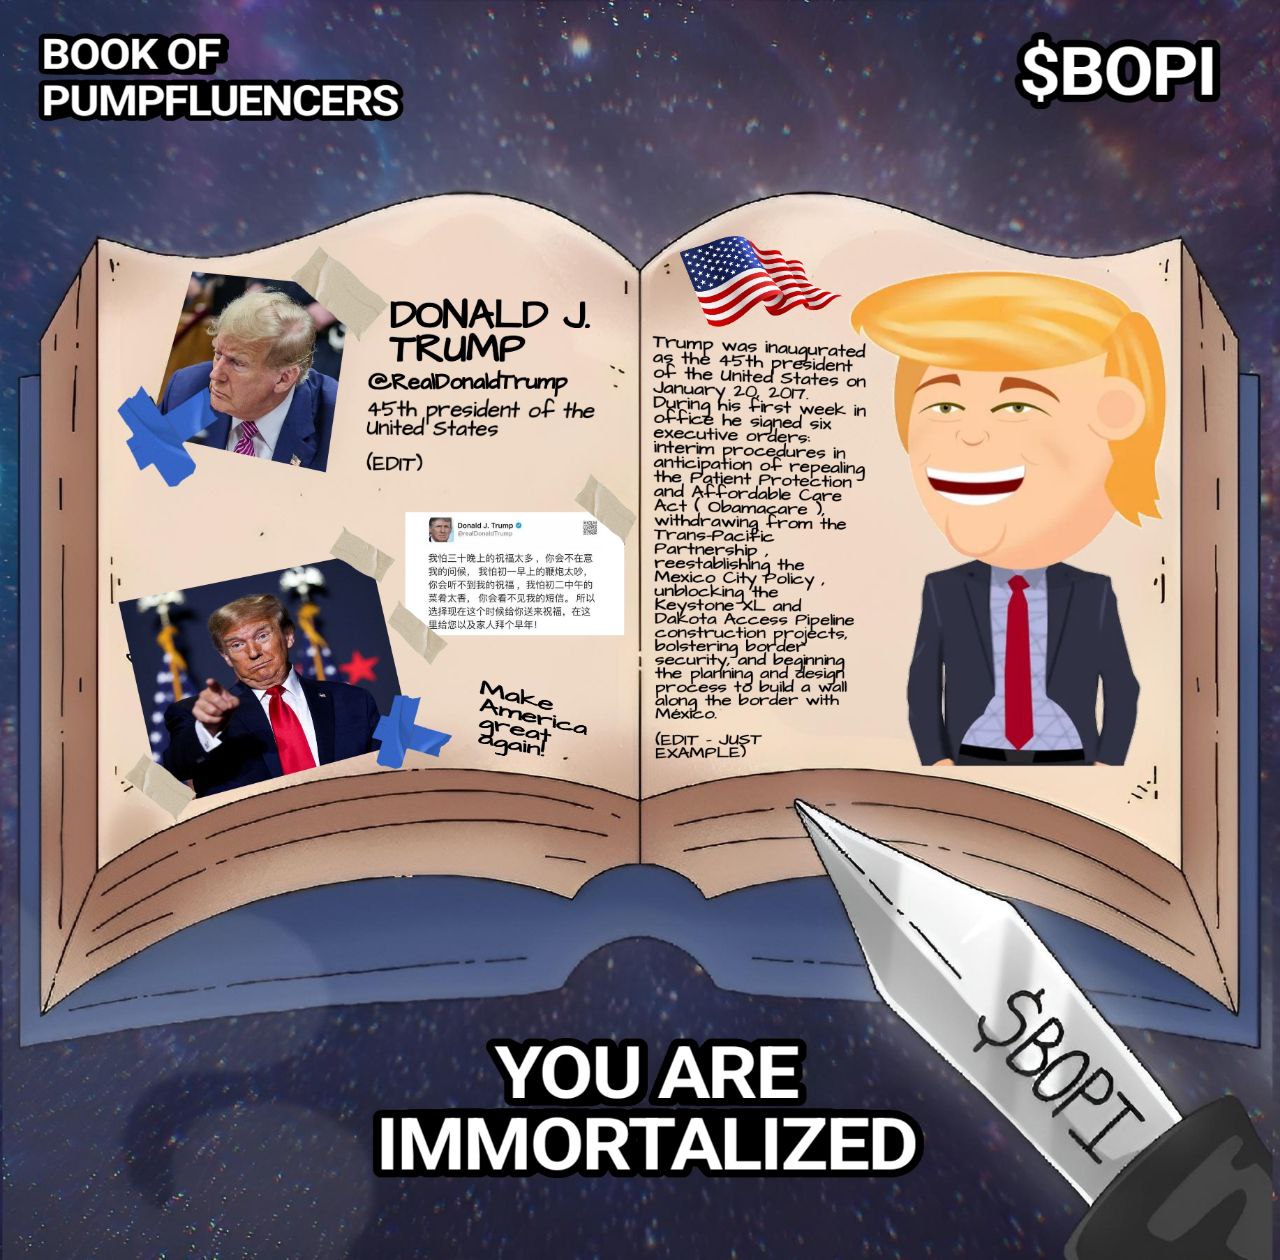 BOOK OF
PUMPFLUENCERS
$BOPI
DONALD J.
TRUMP
@RealDonaldTrump
45th president of the
United States
(EDIT)
Donald J. Trump
@realDonaldTrump
我怕三十晚上的祝福太多，你会不在意
我的问候，我怕初一早上的鞭炮太吵，
你会听不到我的祝福，我怕初二中午的
菜肴太香，你会看不见我的短信。所以
选择现在这个时候给你送来祝福，在这
里给您以及家人拜个早年！
Make
America
great
again!
Trump was inaugurated
as the 45th president
of the United States on
January 20, 2017.
During his first week in
office he signed six
executive orders:
interim procedures in
anticipation of repealing
the Patient Protection
and Affordable Care
Act ( Obamacare ),
withdrawing from the
Trans-Pacific
Partnership ,
reestablishing the
Mexico City Policy ,
unblocking the
Keystone XL and
Dakota Access Pipeline
construction projects,
bolstering border
security, and beginning
the planning and design
process to build a wall
along the border with
México.
(EDIT - JUST
EXAMPLE)
$BOPI
YOU ARE
IMMORTALIZED